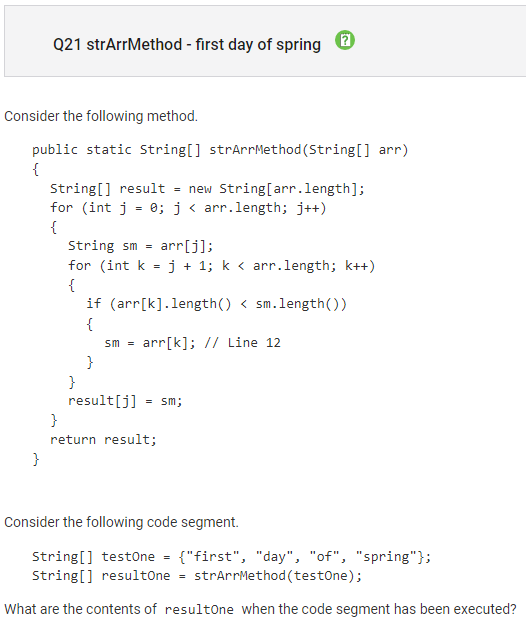 Q21 strArrMethod - first day of spring
Consider the following method.
public static String[] strArrMethod(String[] arr)
{
String[] result = new String[arr.length];
for (int j = 0; j < arr.length; j++)
{
String sm = arr[j];
for (int k = j + 1; k < arr.length; k++)
{
if (arr[k].length() < sm.length())
{
sm = arr[k]; // Line 12
}
}
result[j] = sm;
}
return result;
}
Consider the following code segment.
String[] testOne = {"first", "day", "of", "spring"};
String[] resultOne = strArrMethod(testOne);
What are the contents of resultOne when the code segment has been executed?